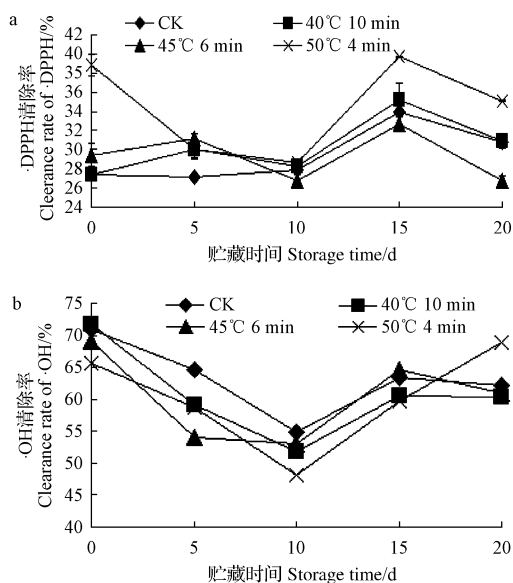 a
CK
40℃ 10 min
45℃ 6 min
50℃ 4 min
·DPPH清除率
Cleerance rate of ·DPPH/%
42
40
38
36
34
32
30
28
26
24
0 5 10 15 20
贮藏时间 Storage time/d
b
CK
40℃ 10 min
45℃ 6 min
50℃ 4 min
·OH清除率
Clearance rate of ·OH/%
75
70
65
60
55
50
45
40
0 5 10 15 20
贮藏时间 Storage time/d